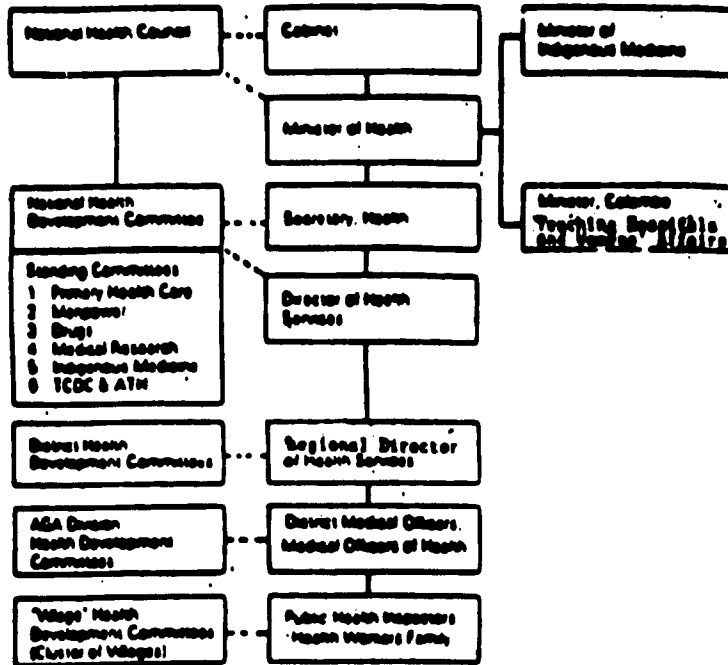 National Health Council
Cabinet
Minister of
Indigenous Medicine
Minister of Health
National Health
Development Committee
Secretary, Health
Minister, Colombo
Teaching Hospitals
and Women' Affairs
Standing Committees
1 Primary Health Care
2 Manpower
3 Drugs
4 Medical Research
5 Indigenous Medicine
6 TCDC & ATM
Director of Health
Services
District Health
Development Committees
Regional Director
of Health Services
AGA Division
Health Development
Committees
District Medical Officers,
Medical Officers of Health
"Village" Health
Development Committees
(Cluster of Villages)
Public Health Inspectors
Health Workers Family